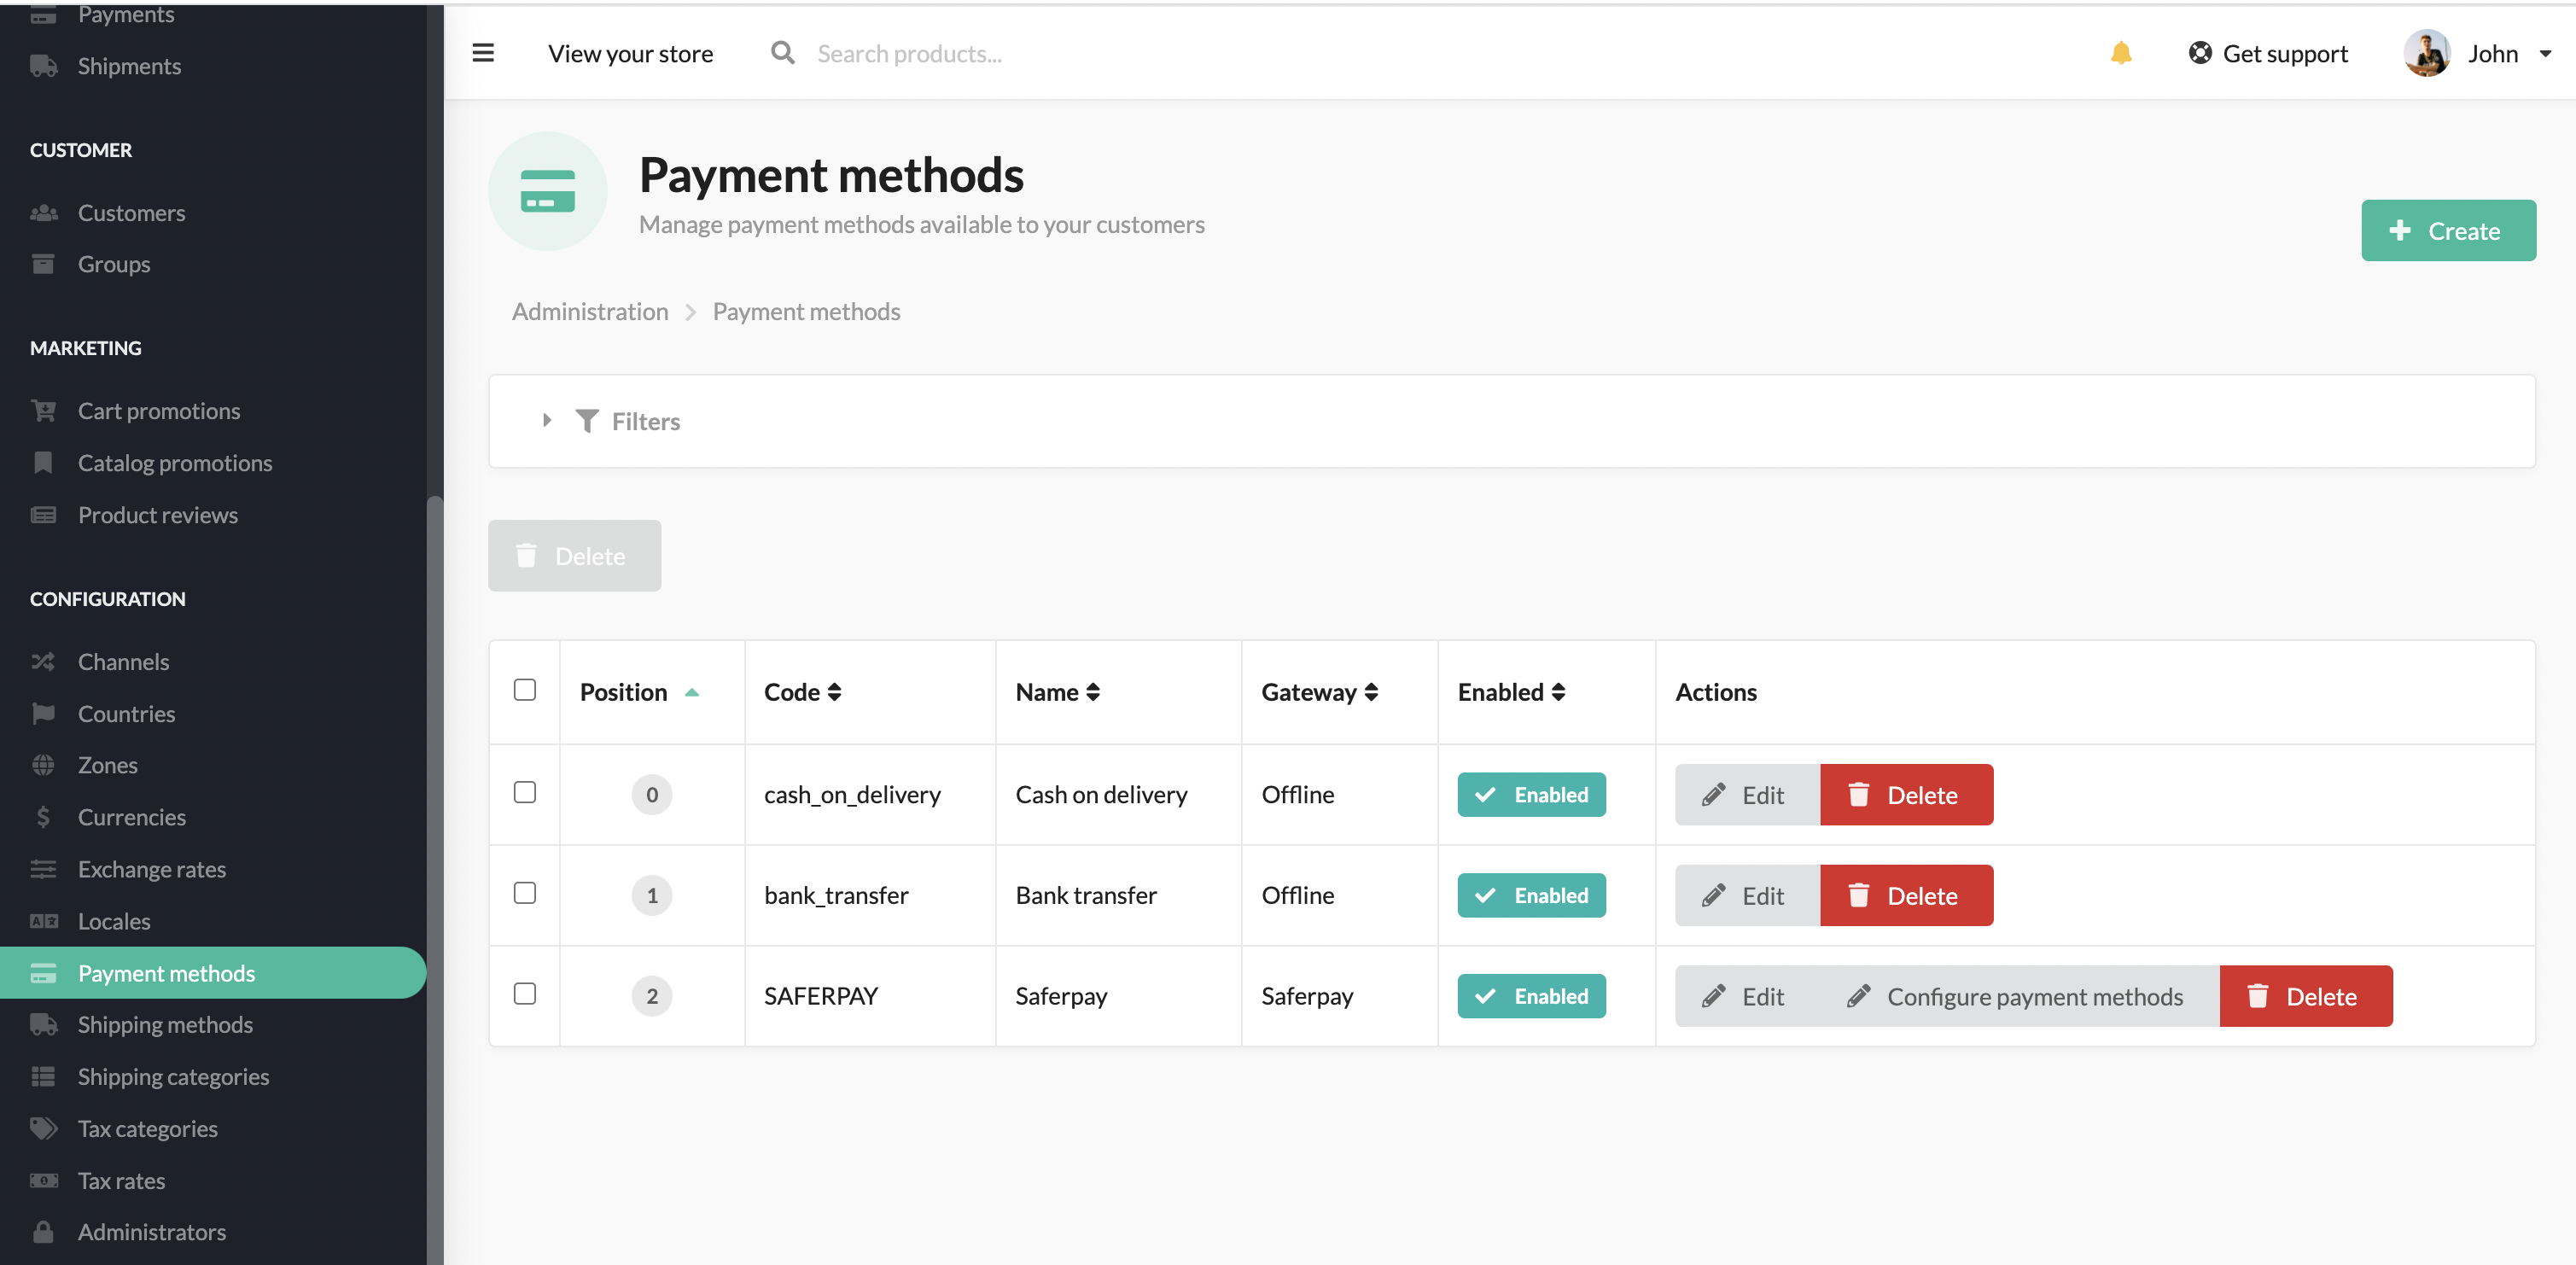 Payments
Shipments
CUSTOMER
Customers
Groups
MARKETING
Cart promotions
Catalog promotions
Product reviews
CONFIGURATION
Channels
Countries
Zones
Currencies
Exchange rates
Locales
Payment methods
Shipping methods
Shipping categories
Tax categories
Tax rates
Administrators
View your store Search products... Get support John
Payment methods
Manage payment methods available to your customers
Create
Administration Payment methods
Filters
Delete
Position Code Name Gateway Enabled Actions
0 cash_on_delivery Cash on delivery Offline Enabled Edit Delete
1 bank_transfer Bank transfer Offline Enabled Edit Delete
2 SAFERPAY Saferpay Saferpay Enabled Edit Configure payment methods Delete